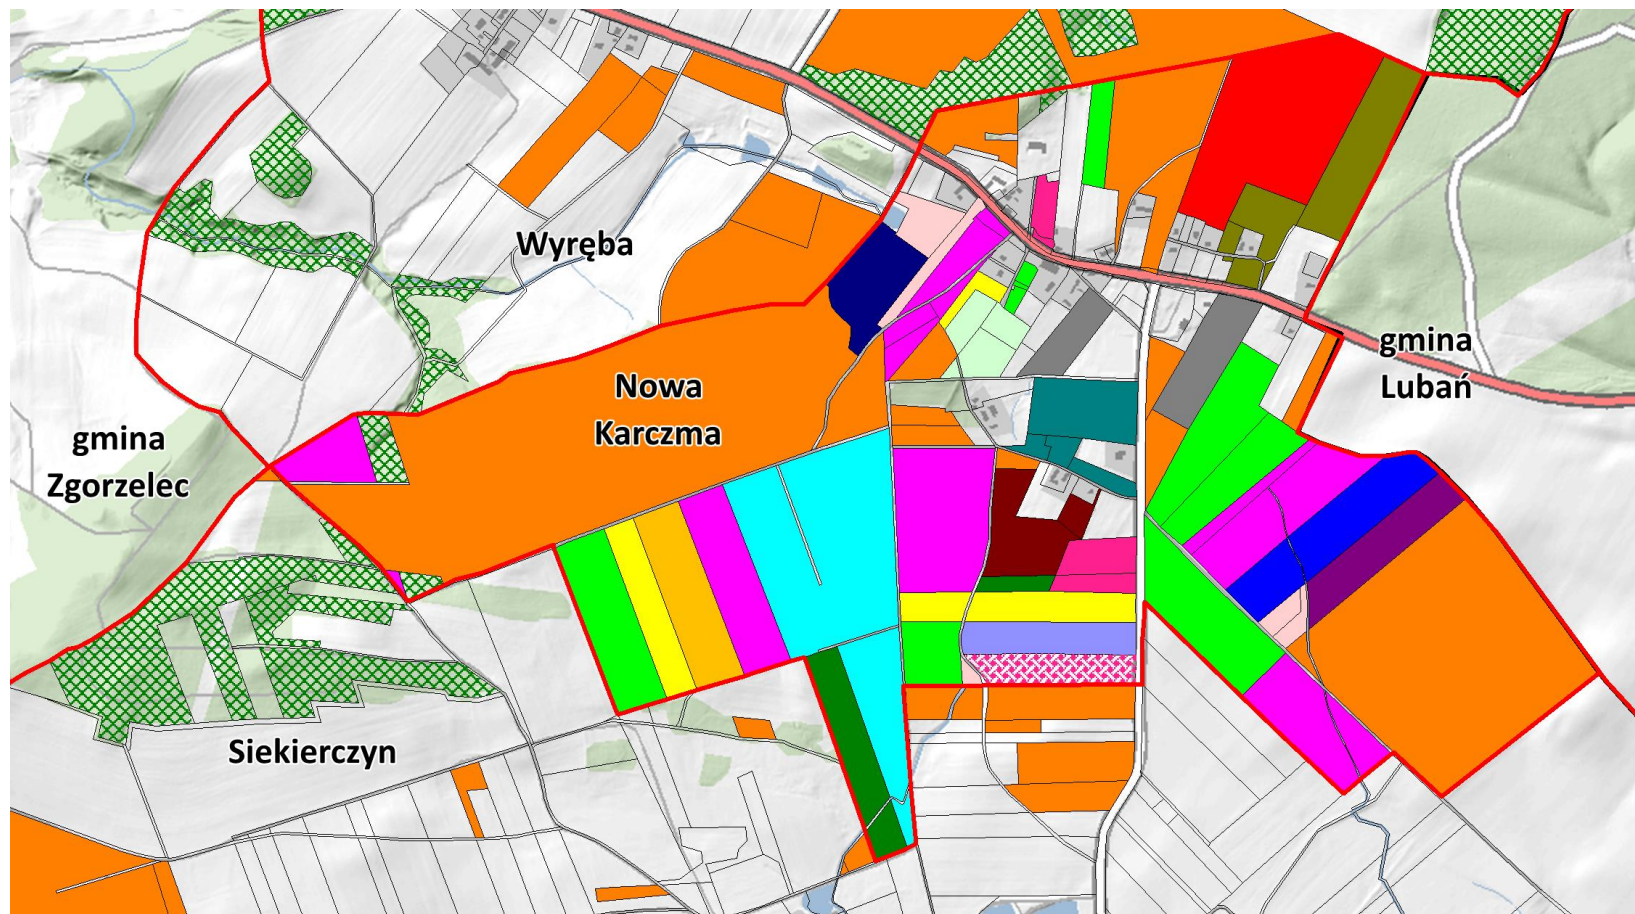 Wyręba
gmina
Lubań
Nowa
Karczma
gmina
Zgorzelec
Siekierczyn